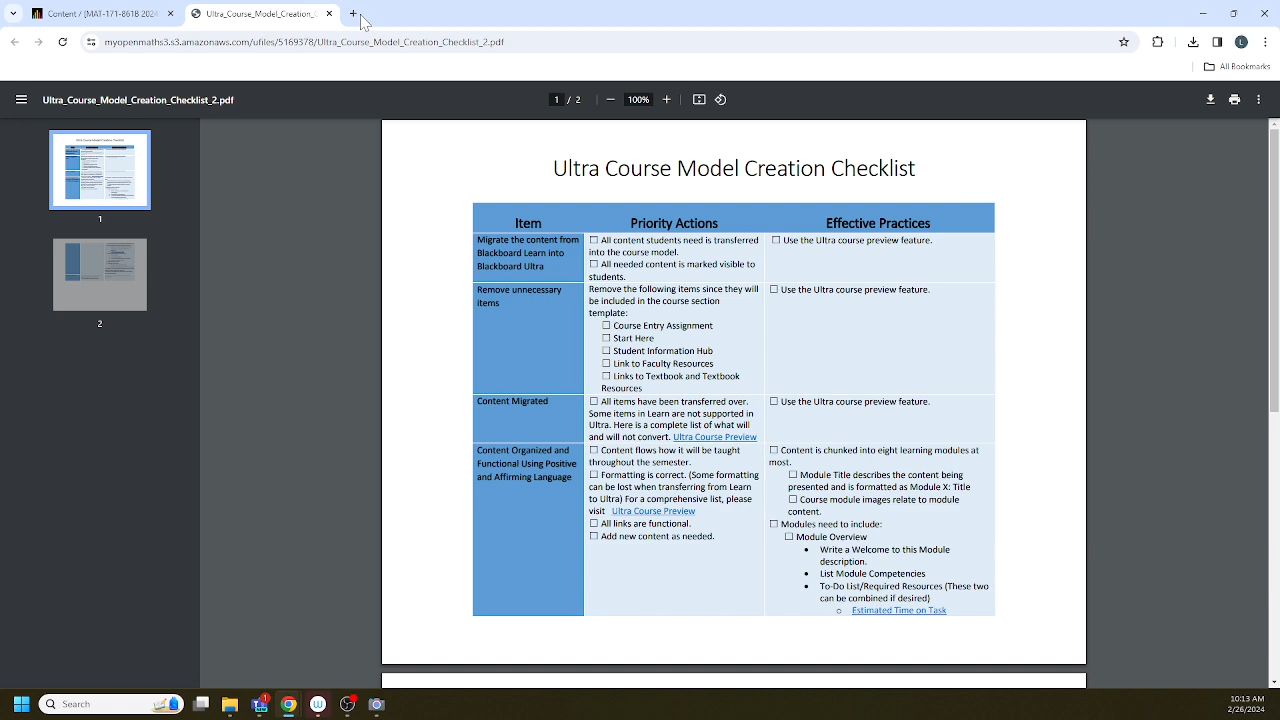 Content / [MAT-171-861B 2024
Ultra_Course_Model_Creation_C
myopenmaths3.s3.amazonaws.com/ufiles/5169378/Ultra_Course_Model_Creation_Checklist_2.pdf
L
All Bookmarks
Ultra_Course_Model_Creation_Checklist_2.pdf
1 / 2
100%
1
2
Ultra Course Model Creation Checklist
Item
Priority Actions
Effective Practices
Migrate the content from
Blackboard Learn into
Blackboard Ultra
☐ All content students need is transferred
into the course model.
☐ All needed content is marked visible to
students.
☐ Use the Ultra course preview feature.
Remove unnecessary
items
Remove the following items since they will
be included in the course section
template:
☐ Course Entry Assignment
☐ Start Here
☐ Student Information Hub
☐ Link to Faculty Resources
☐ Links to Textbook and Textbook
Resources
☐ Use the Ultra course preview feature.
Content Migrated
☐ All items have been transferred over.
Some items in Learn are not supported in
Ultra. Here is a complete list of what will
and will not convert. Ultra Course Preview
☐ Use the Ultra course preview feature.
Content Organized and
Functional Using Positive
and Affirming Language
☐ Content flows how it will be taught
throughout the semester.
☐ Formatting is correct. (Some formatting
can be lost when transferring from Learn
to Ultra) For a comprehensive list, please
visit Ultra Course Preview
☐ All links are functional.
☐ Add new content as needed.
☐ Content is chunked into eight learning modules at
most.
☐ Module Title describes the content being
presented and is formatted as Module X: Title
☐ Course module images relate to module
content.
☐ Modules need to include:
☐ Module Overview
• Write a Welcome to this Module
description.
• List Module Competencies
• To-Do List/Required Resources (These two
can be combined if desired)
o Estimated Time on Task
Search
1
10:13 AM
2/26/2024